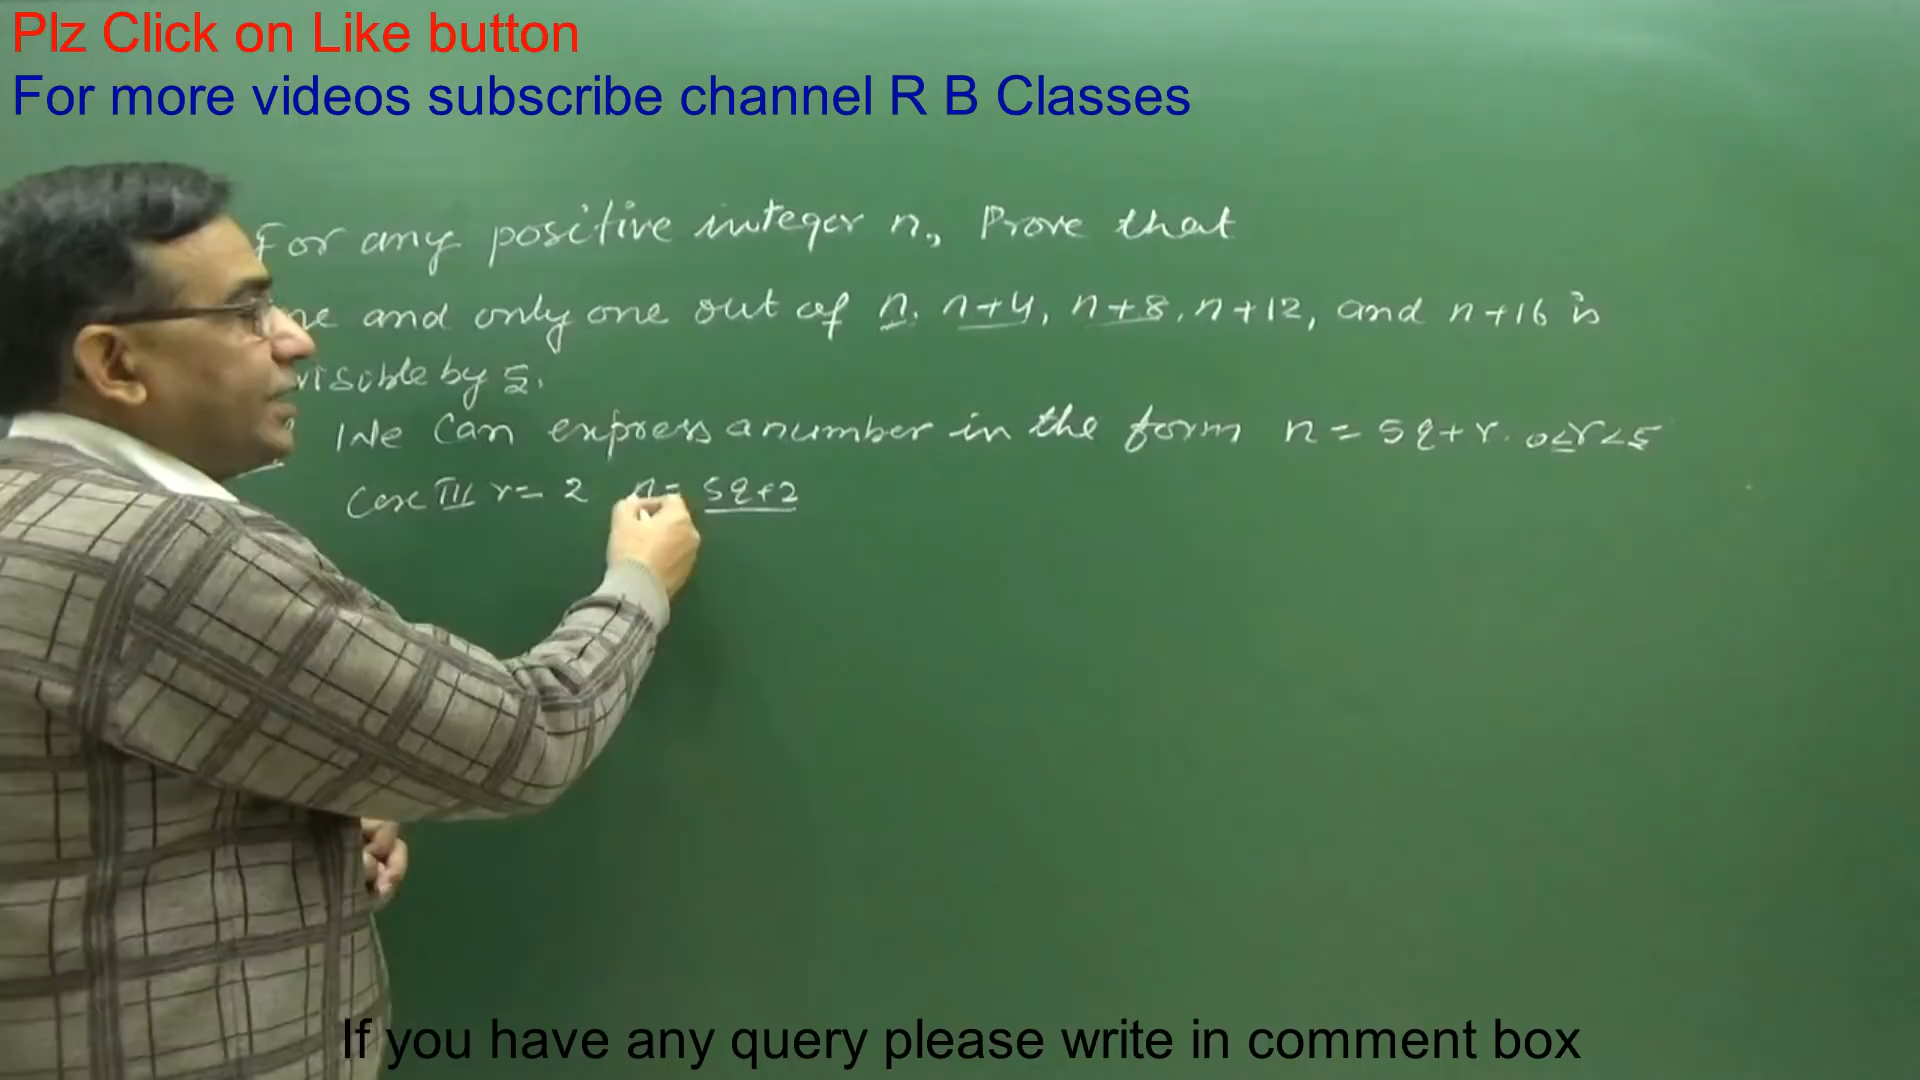 Plz Click on Like button
For more videos subscribe channel R B Classes
For any positive integer n, Prove that
and only one out of n, n+4, n+8, n+12, and n+16 is
by 5.
We Can express a number in the form n = 5q+r. 0≤r<5
Case III r= 2 n= 5q+2
If you have any query please write in comment box